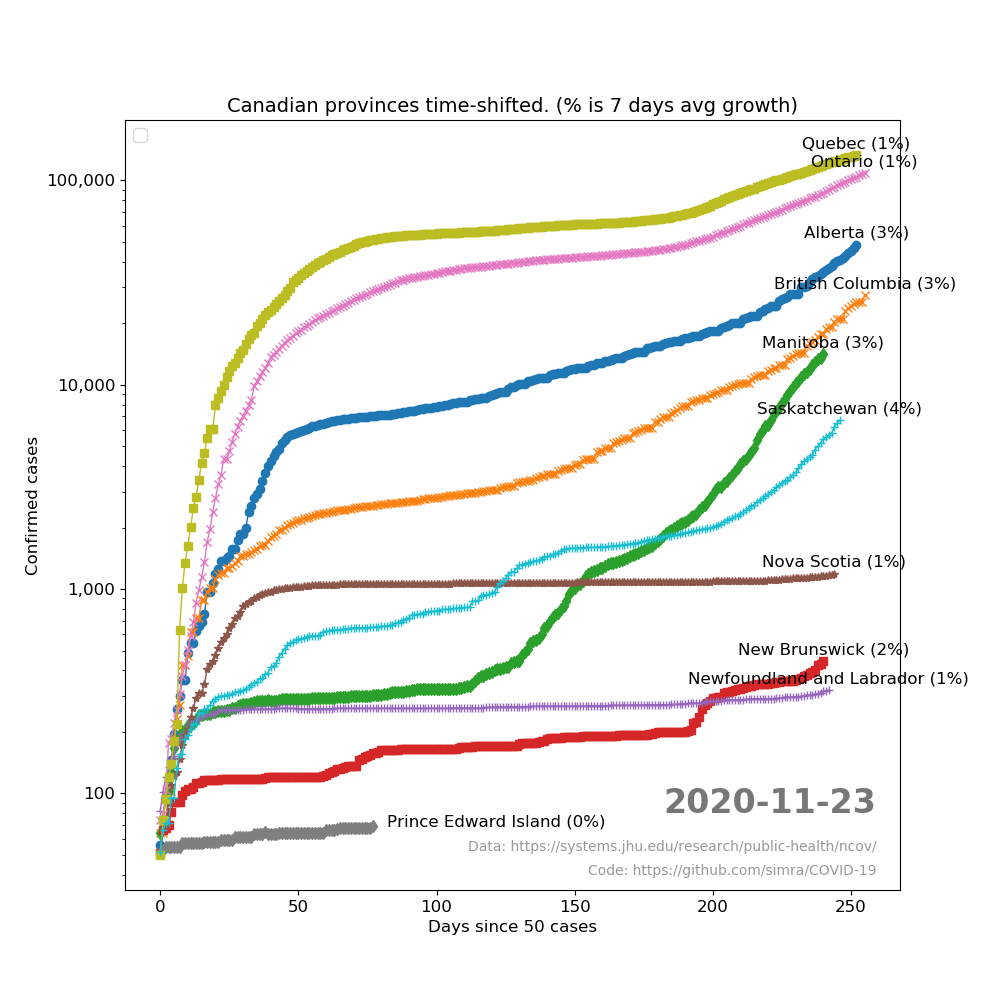 Canadian provinces time-shifted. (% is 7 days avg growth)
Quebec (1%)
Ontario (1%)
Alberta (3%)
British Columbia (3%)
Manitoba (3%)
Saskatchewan (4%)
Nova Scotia (1%)
New Brunswick (2%)
Newfoundland and Labrador (1%)
Prince Edward Island (0%)
2020-11-23
Data: https://systems.jhu.edu/research/public-health/ncov/
Code: https://github.com/simra/COVID-19
100,000
10,000
1,000
100
Confirmed cases
0 50 100 150 200 250
Days since 50 cases